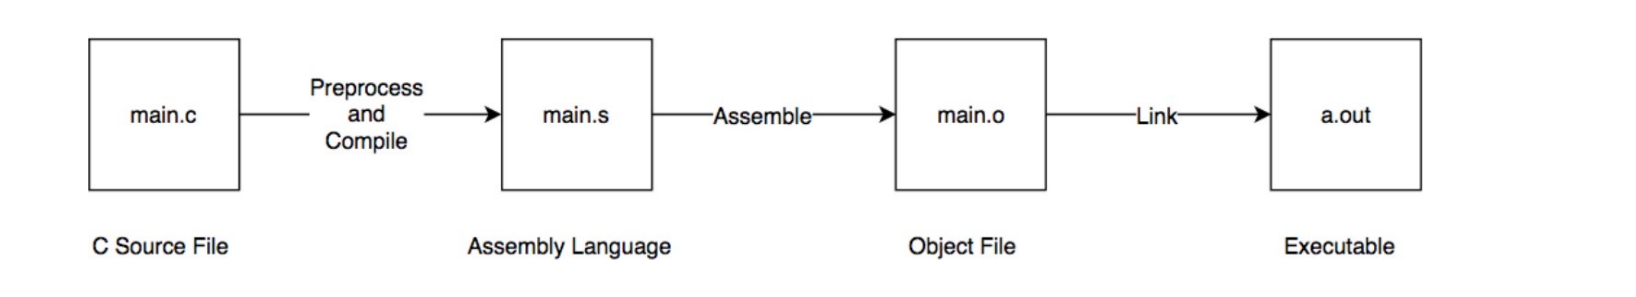 main.c
Preprocess
and
Compile
main.s
Assemble
main.o
Link
a.out
C Source File
Assembly Language
Object File
Executable